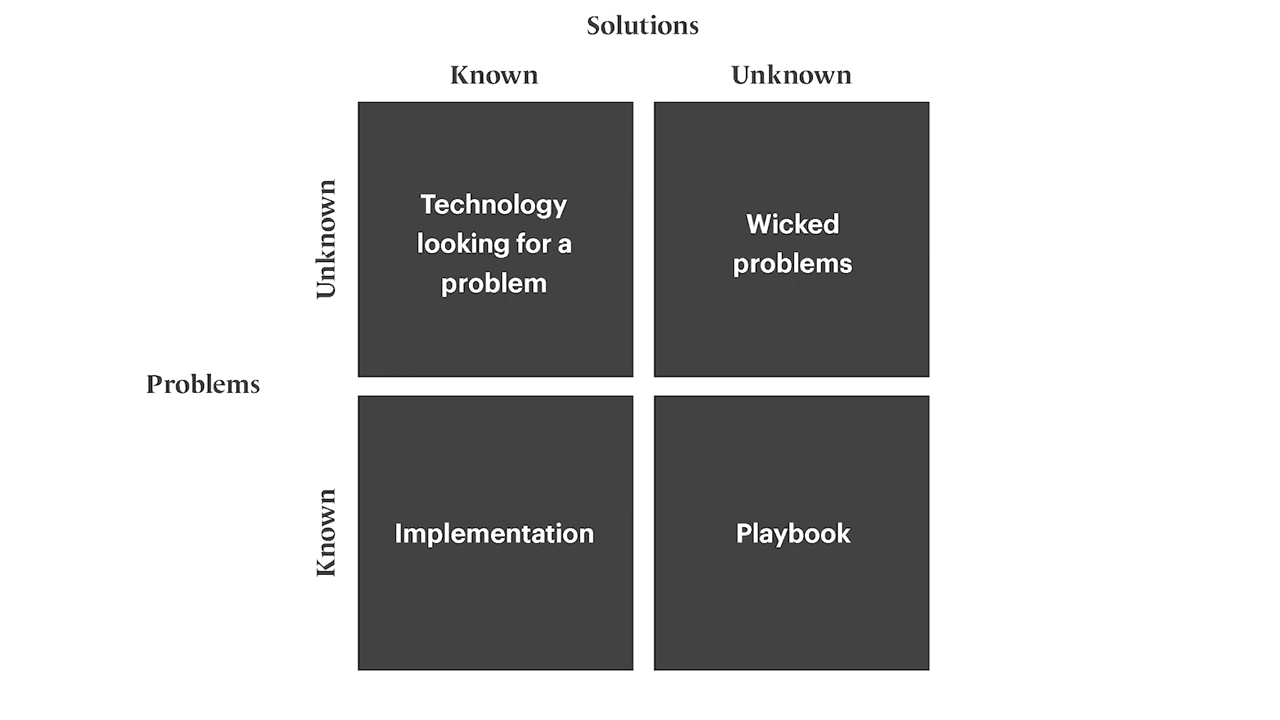 Solutions
Known
Unknown
Unknown
Technology
looking for a
problem
Wicked
problems
Problems
Known
Implementation
Playbook